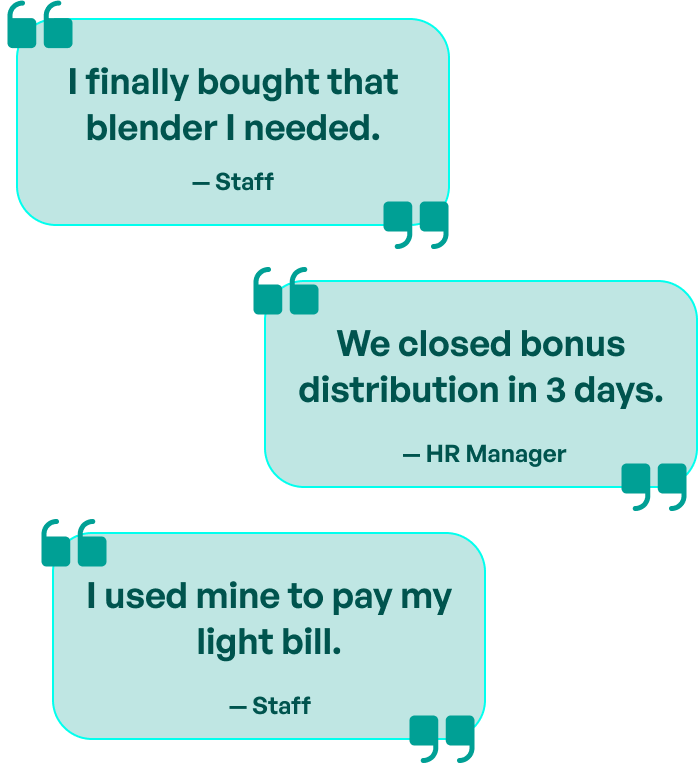 I finally bought that
blender I needed.
— Staff
We closed bonus
distribution in 3 days.
— HR Manager
I used mine to pay my
light bill.
— Staff